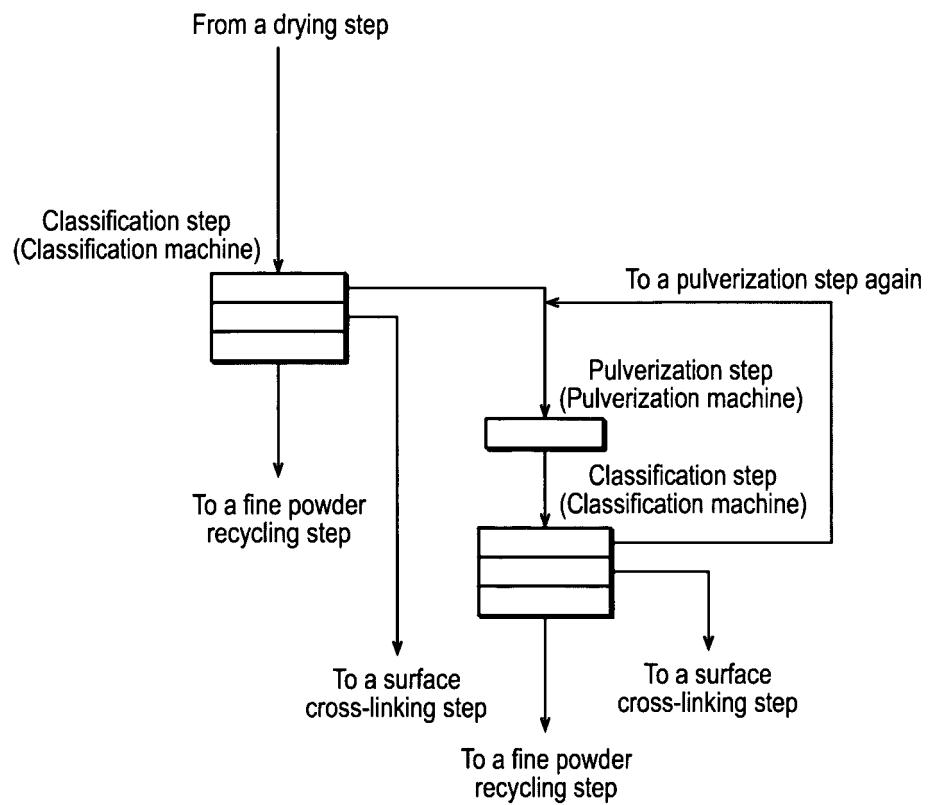 From a drying step
Classification step
(Classification machine)
To a pulverization step again
Pulverization step
(Pulverization machine)
Classification step
(Classification machine)
To a fine powder
recycling step
To a surface
cross-linking step
To a surface
cross-linking step
To a fine powder
recycling step